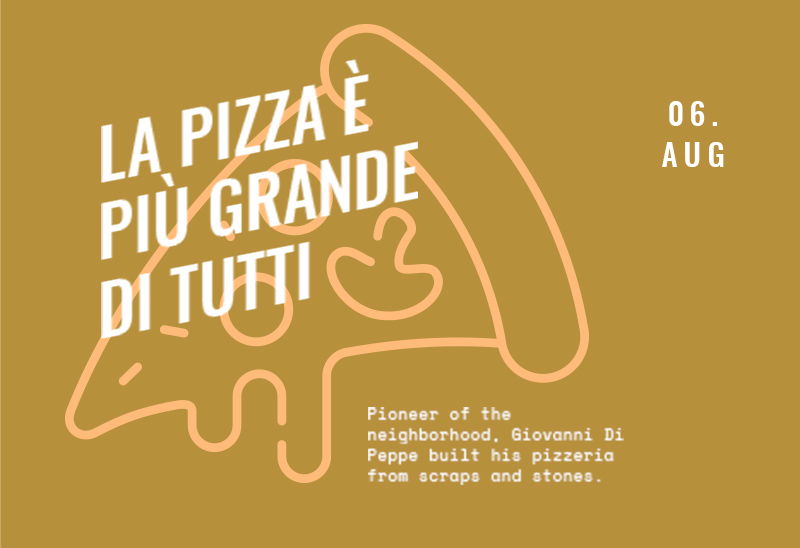 LA PIZZA È
PIÙ GRANDE
DI TUTTI
06.
AUG
Pioneer of the
neighborhood, Giovanni Di
Peppe built his pizzeria
from scraps and stones.